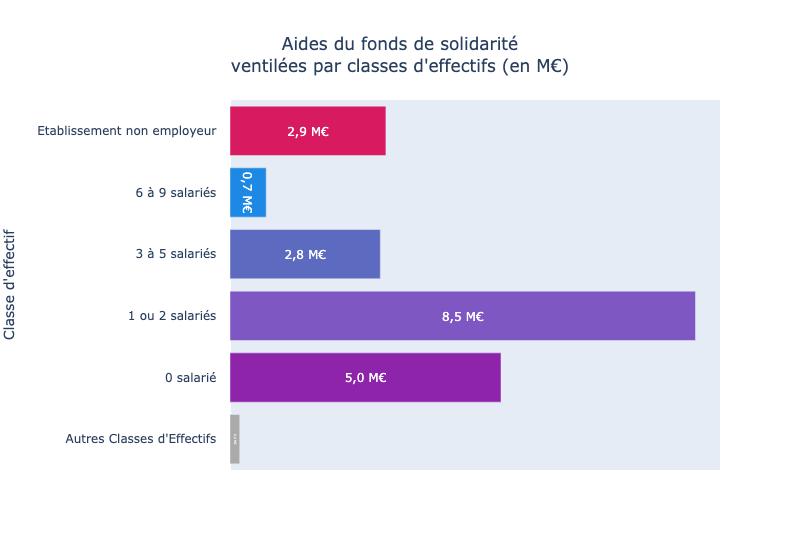 Aides du fonds de solidarité
ventilées par classes d'effectifs (en M€)
Classe d'effectif
Etablissement non employeur
2,9 M€
6 à 9 salariés
0,7 M€
3 à 5 salariés
2,8 M€
1 ou 2 salariés
8,5 M€
0 salarié
5,0 M€
Autres Classes d'Effectifs